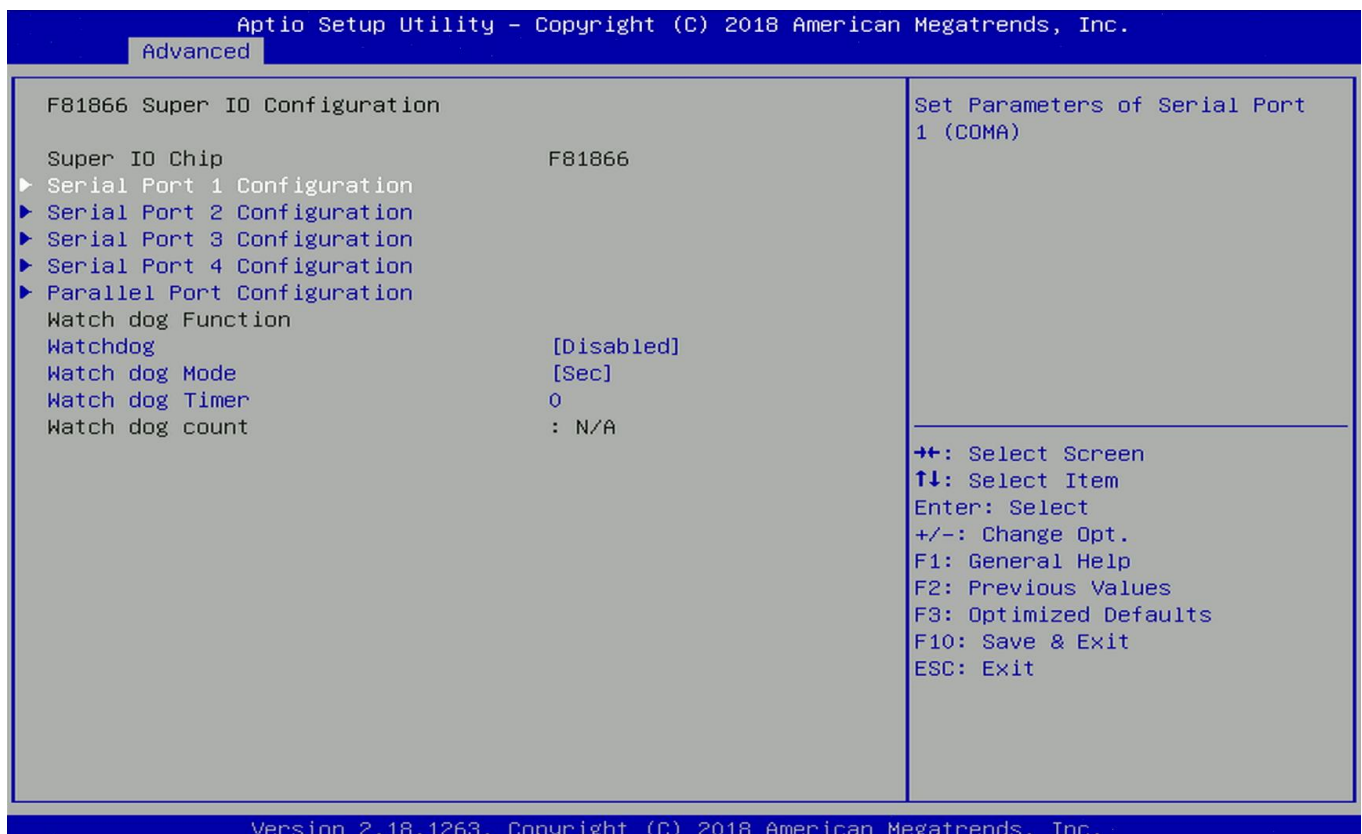 Aptio Setup Utility – Copyright (C) 2018 American Megatrends, Inc.
Advanced
F81866 Super IO Configuration
Super IO Chip F81866
Serial Port 1 Configuration
Serial Port 2 Configuration
Serial Port 3 Configuration
Serial Port 4 Configuration
Parallel Port Configuration
Watch dog Function
Watchdog [Disabled]
Watch dog Mode [Sec]
Watch dog Timer 0
Watch dog count : N/A
Set Parameters of Serial Port
1 (COMA)
→←: Select Screen
↑↓: Select Item
Enter: Select
+/-: Change Opt.
F1: General Help
F2: Previous Values
F3: Optimized Defaults
F10: Save & Exit
ESC: Exit
Version 2.18.1263. Copyright (C) 2018 American Megatrends, Inc.